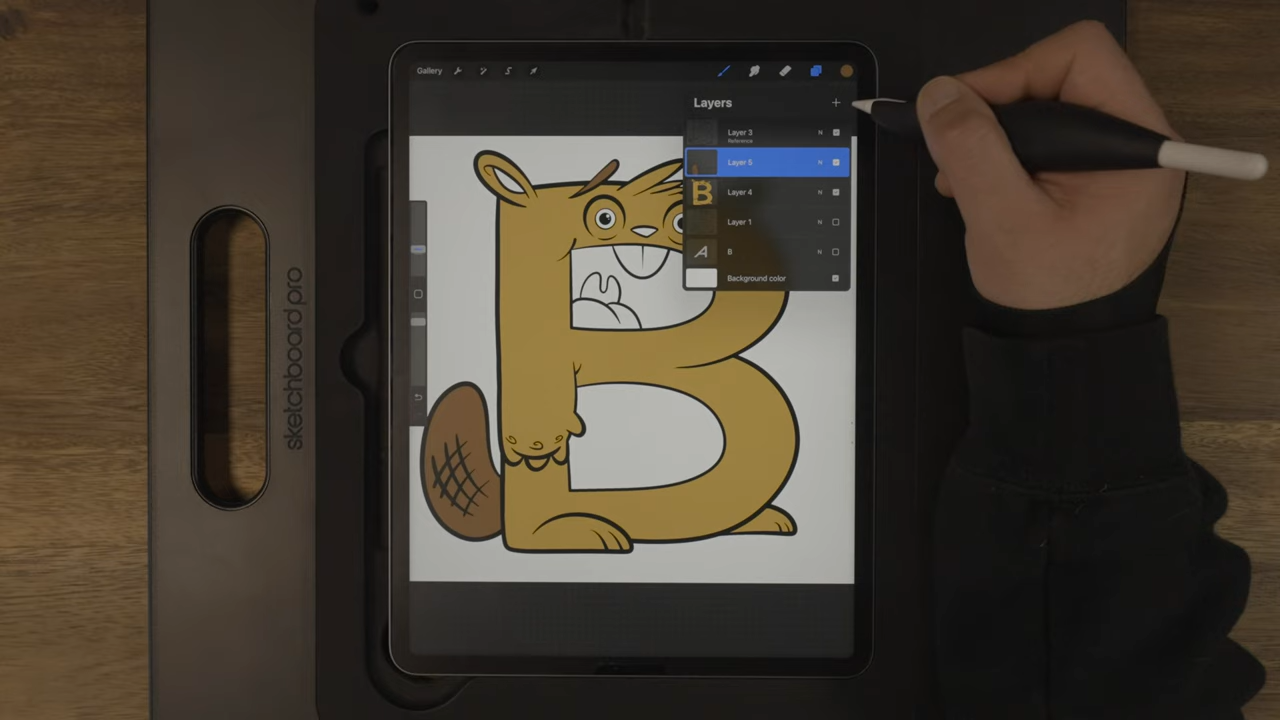 Gallery
Layers
Layer 3
N
Reference
Layer 5
N
Layer 4
N
Layer 1
N
B
N
Background color
sketchboard pro